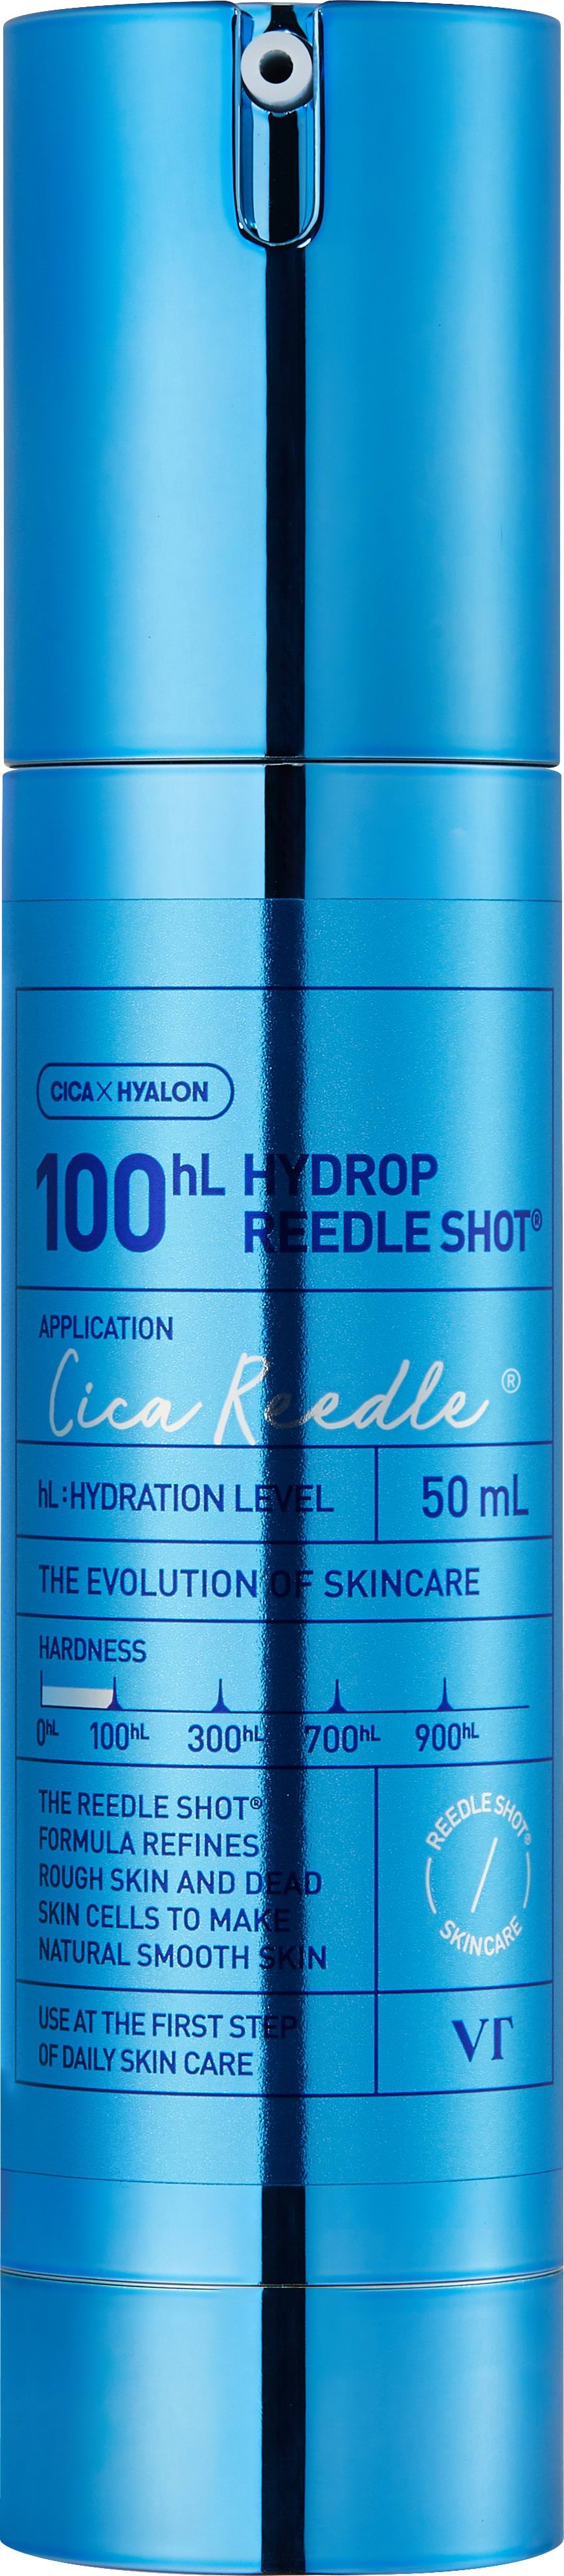 CICA X HYALON
100hL HYDROP
REEDLE SHOT®
APPLICATION
Cica Reedle®
hL:HYDRATION LEVEL
50 mL
THE EVOLUTION OF SKINCARE
HARDNESS
0hL 100hL 300hL 700hL 900hL
THE REEDLE SHOT®
FORMULA REFINES
ROUGH SKIN AND DEAD
SKIN CELLS TO MAKE
NATURAL SMOOTH SKIN
REEDLE SHOT®
SKINCARE
USE AT THE FIRST STEP
OF DAILY SKIN CARE
VT